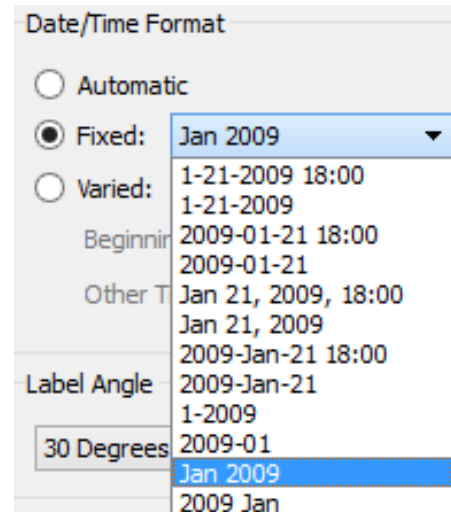 Date/Time Format
Automatic
Fixed: Jan 2009
Varied:
1-21-2009 18:00
1-21-2009
2009-01-21 18:00
2009-01-21
Jan 21, 2009, 18:00
Jan 21, 2009
2009-Jan-21 18:00
2009-Jan-21
1-2009
2009-01
Jan 2009
2009 Jan
Beginnin
Other T
Label Angle
30 Degrees